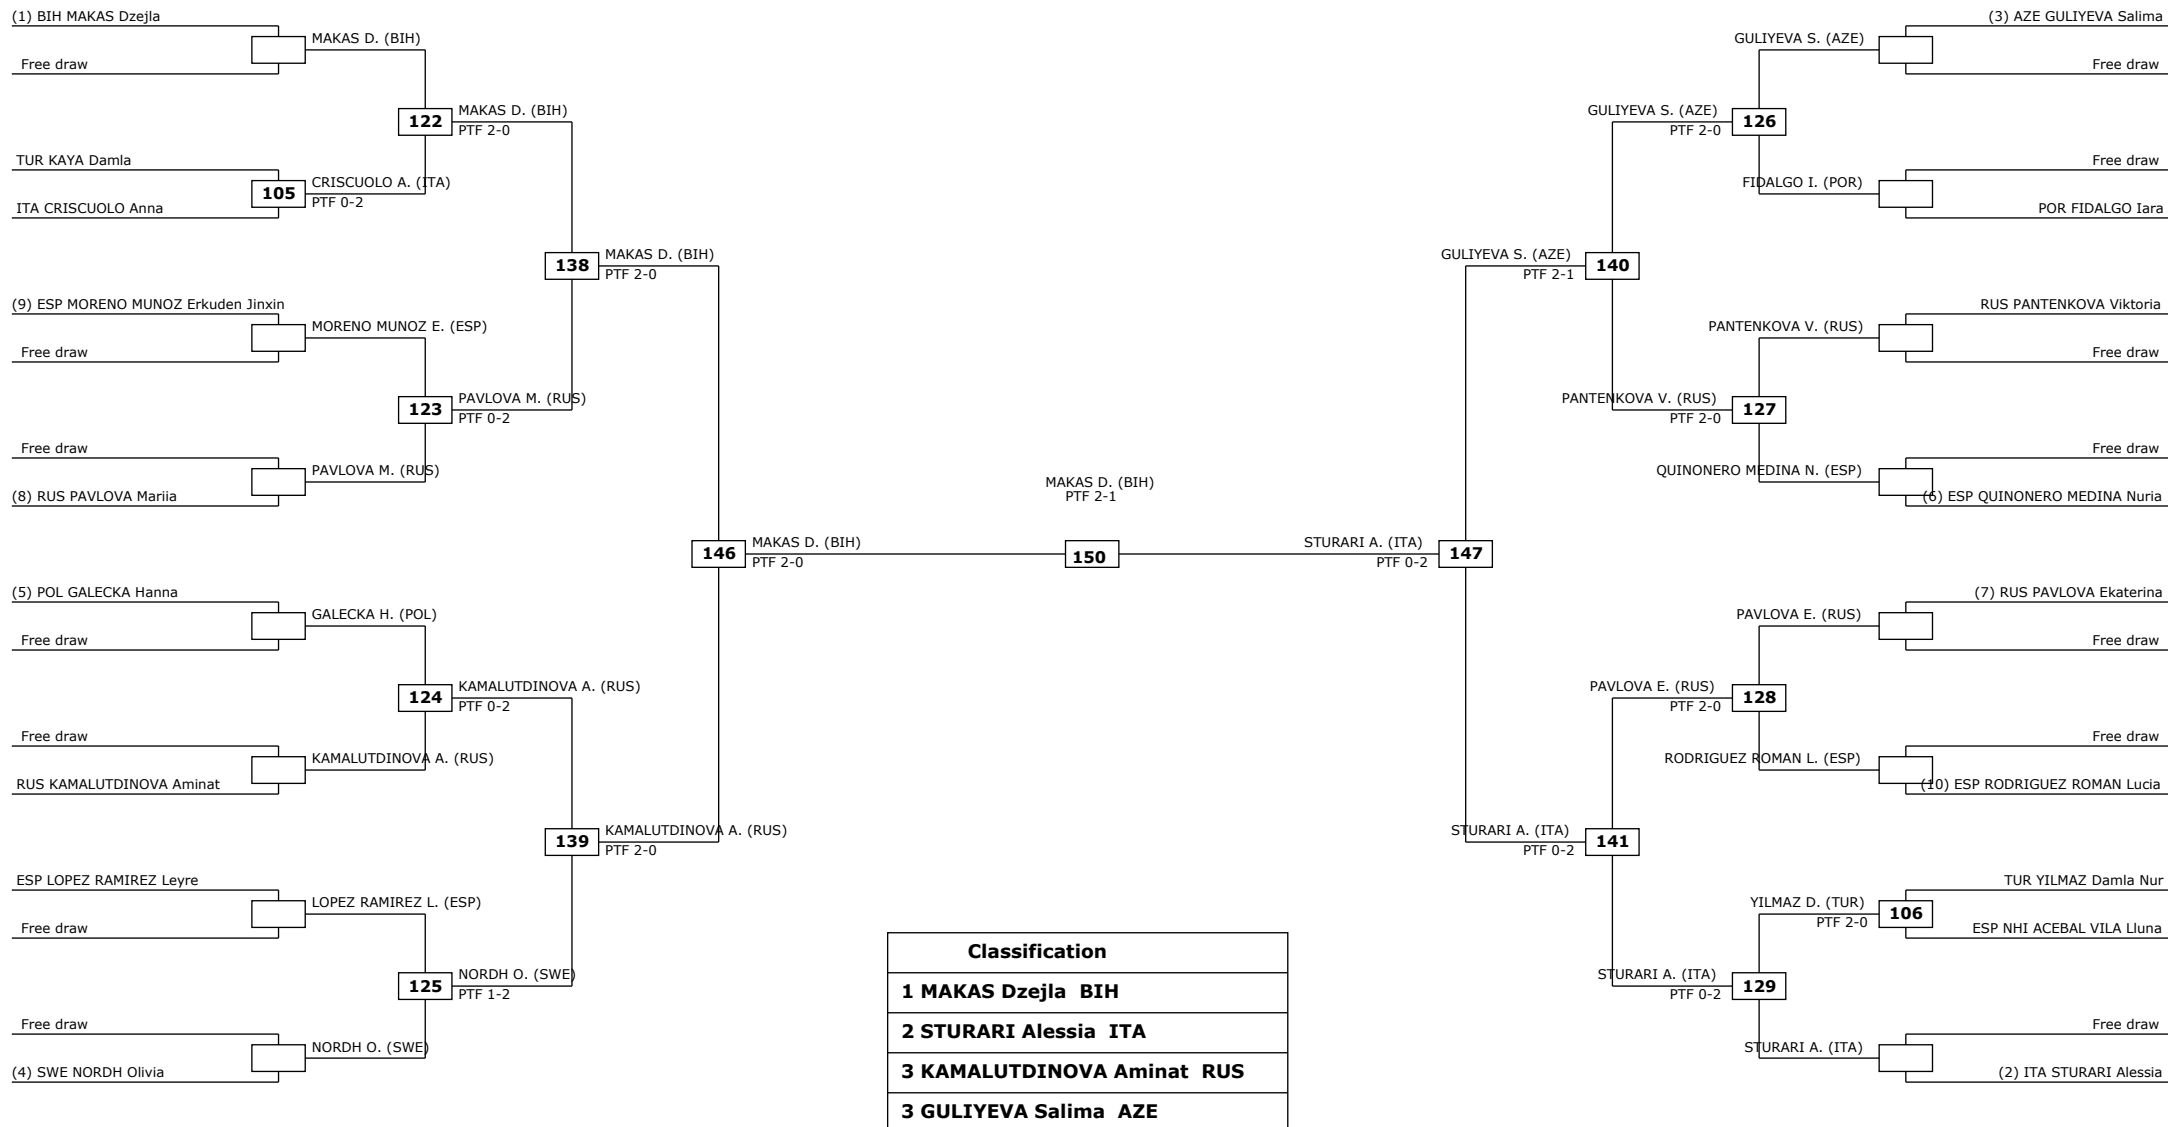 (1) BIH MAKAS Dzejla
MAKAS D. (BIH)
Free draw
122
MAKAS D. (BIH)
PTF 2-0
TUR KAYA Damla
105
CRISCUOLO A. (ITA)
PTF 0-2
ITA CRISCUOLO Anna
138
MAKAS D. (BIH)
PTF 2-0
(9) ESP MORENO MUNOZ Erkuden Jinxin
MORENO MUNOZ E. (ESP)
Free draw
123
PAVLOVA M. (RUS)
PTF 0-2
Free draw
PAVLOVA M. (RUS)
(8) RUS PAVLOVA Mariia
146
MAKAS D. (BIH)
PTF 2-0
(5) POL GALECKA Hanna
GALECKA H. (POL)
Free draw
124
KAMALUTDINOVA A. (RUS)
PTF 0-2
Free draw
KAMALUTDINOVA A. (RUS)
RUS KAMALUTDINOVA Aminat
139
KAMALUTDINOVA A. (RUS)
PTF 2-0
ESP LOPEZ RAMIREZ Leyre
LOPEZ RAMIREZ L. (ESP)
Free draw
125
NORDH O. (SWE)
PTF 1-2
Free draw
NORDH O. (SWE)
(4) SWE NORDH Olivia
MAKAS D. (BIH)
PTF 2-1
150
(3) AZE GULIYEVA Salima
GULIYEVA S. (AZE)
Free draw
GULIYEVA S. (AZE)
PTF 2-0
126
Free draw
FIDALGO I. (POR)
POR FIDALGO Iara
GULIYEVA S. (AZE)
PTF 2-1
140
RUS PANTENKOVA Viktoria
PANTENKOVA V. (RUS)
Free draw
PANTENKOVA V. (RUS)
PTF 2-0
127
Free draw
QUINONERO MEDINA N. (ESP)
(6) ESP QUINONERO MEDINA Nuria
STURARI A. (ITA)
PTF 0-2
147
(7) RUS PAVLOVA Ekaterina
PAVLOVA E. (RUS)
Free draw
PAVLOVA E. (RUS)
PTF 2-0
128
Free draw
RODRIGUEZ ROMAN L. (ESP)
(10) ESP RODRIGUEZ ROMAN Lucia
STURARI A. (ITA)
PTF 0-2
141
TUR YILMAZ Damla Nur
YILMAZ D. (TUR)
PTF 2-0
106
ESP NHI ACEBAL VILA Lluna
STURARI A. (ITA)
PTF 0-2
129
Free draw
STURARI A. (ITA)
(2) ITA STURARI Alessia
Classification
1 MAKAS Dzejla BIH
2 STURARI Alessia ITA
3 KAMALUTDINOVA Aminat RUS
3 GULIYEVA Salima AZE